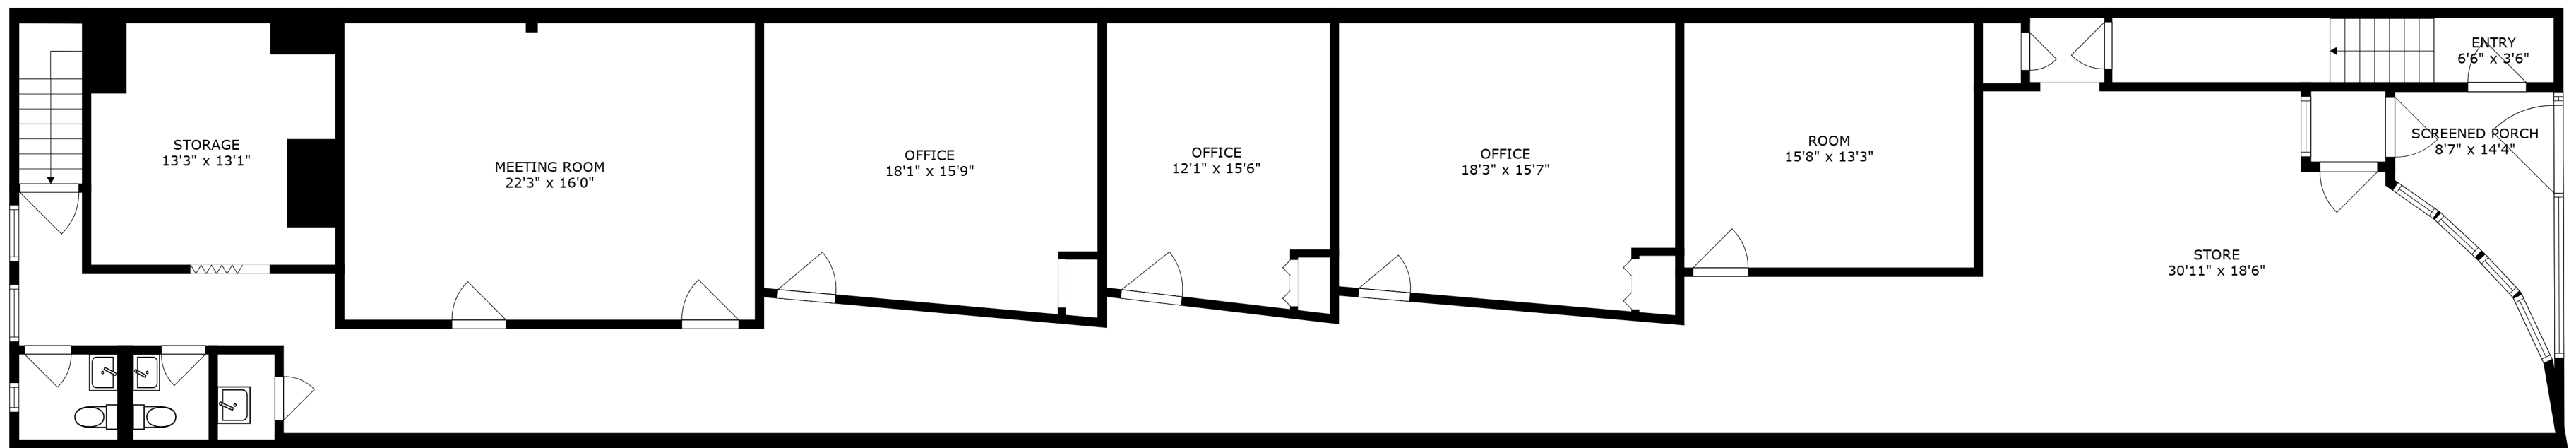 STORAGE
13'3" x 13'1"
MEETING ROOM
22'3" x 16'0"
OFFICE
18'1" x 15'9"
OFFICE
12'1" x 15'6"
OFFICE
18'3" x 15'7"
ROOM
15'8" x 13'3"
ENTRY
6'6" x 3'6"
SCREENED PORCH
8'7" x 14'4"
STORE
30'11" x 18'6"